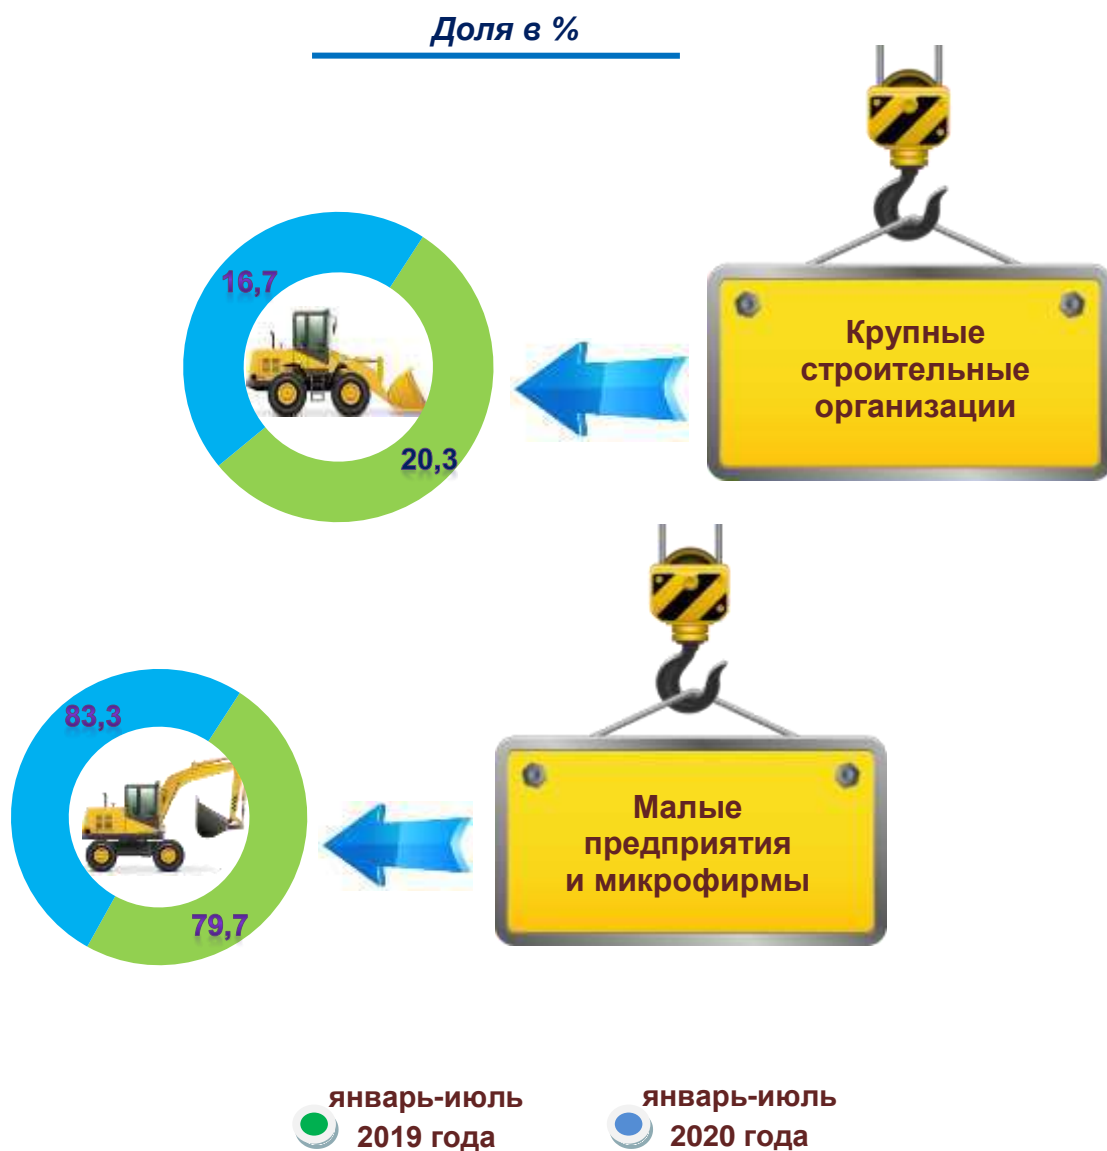 Доля в %
16,7
20,3
Крупные
строительные
организации
83,3
79,7
Малые
предприятия
и микрофирмы
январь-июль
2019 года
январь-июль
2020 года